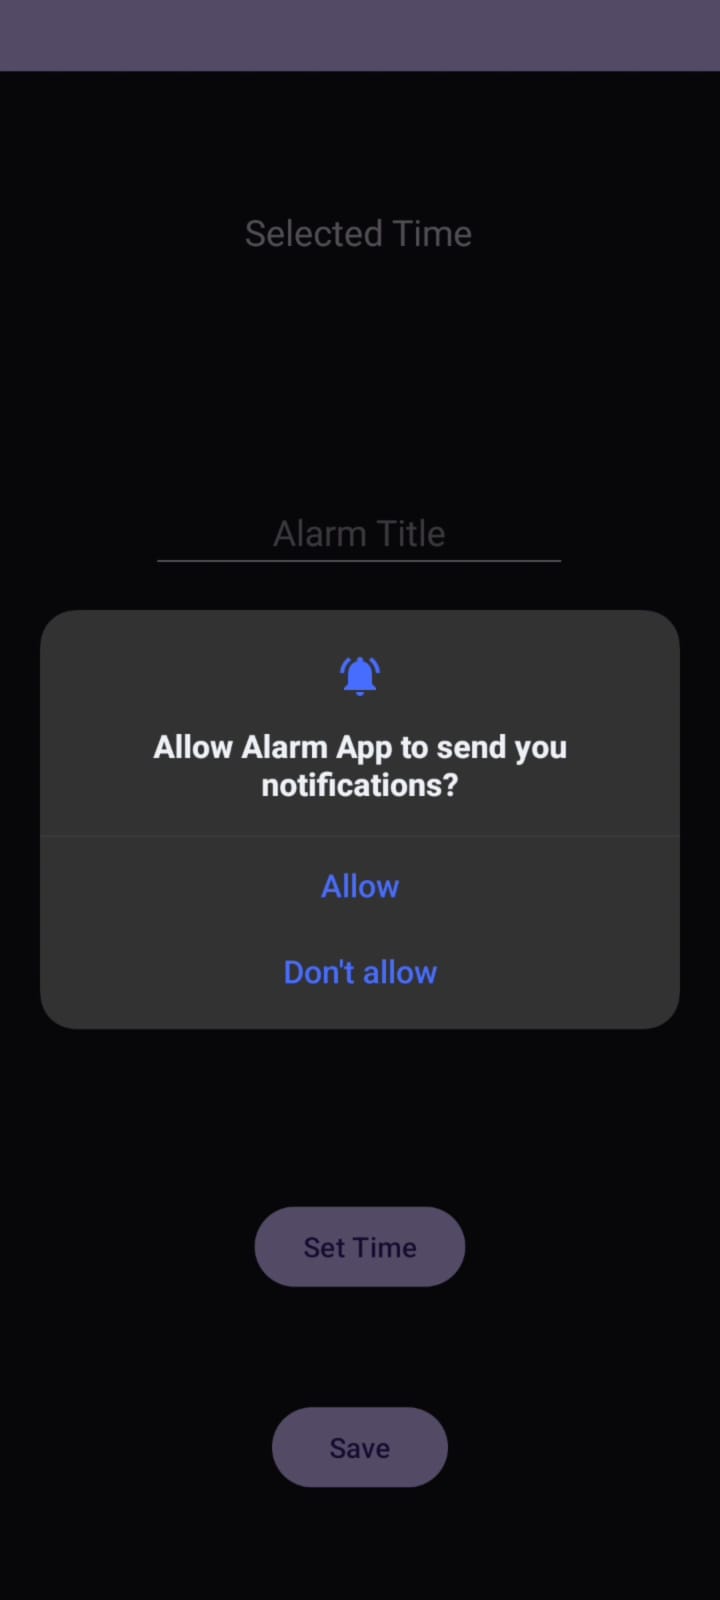 Selected Time
Alarm Title
Allow Alarm App to send you
notifications?
Allow
Don't allow
Set Time
Save